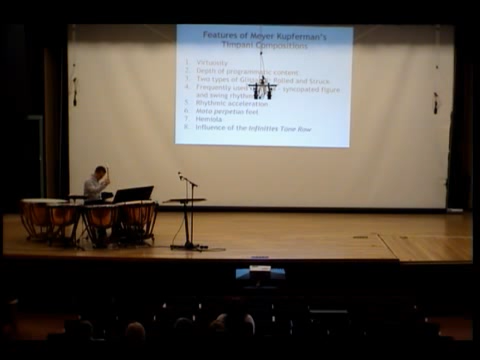 Features of Meyer Kupferman's
Timpani Compositions
1. Virtuosity
2. Depth of programmatic content
3. Two types of Rolled and Struck
4. Frequently used syncopated figure
and swing rhythm
5. Rhythmic acceleration
6. Moto perpetuo feel
7. Hemiola
8. Influence of the Infinities Tone Row